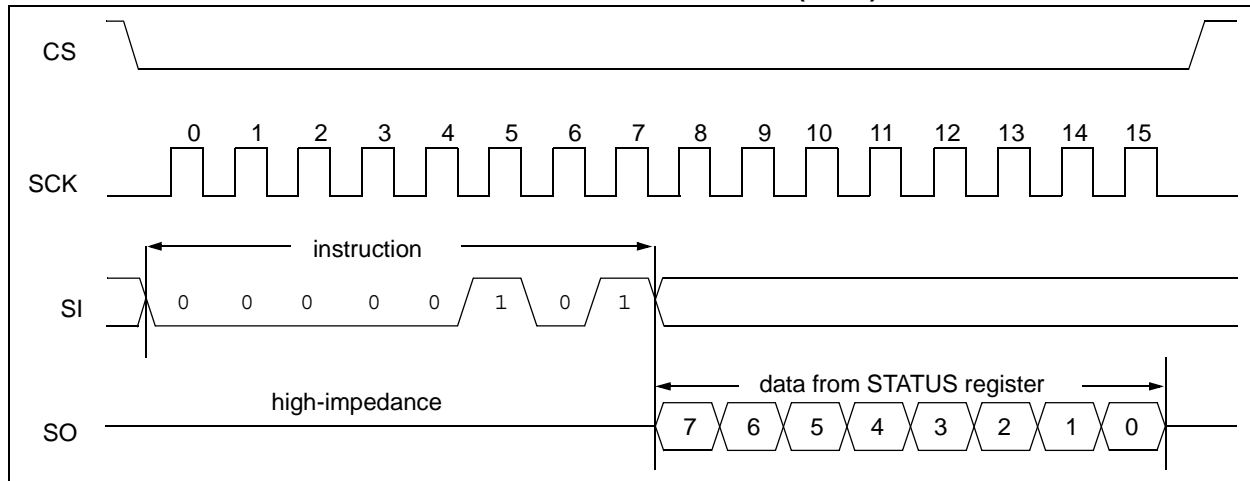 CS
0 1 2 3 4 5 6 7 8 9 10 11 12 13 14 15
SCK
instruction
SI 0 0 0 0 0 1 0 1
data from STATUS register
high-impedance
SO 7 6 5 4 3 2 1 0